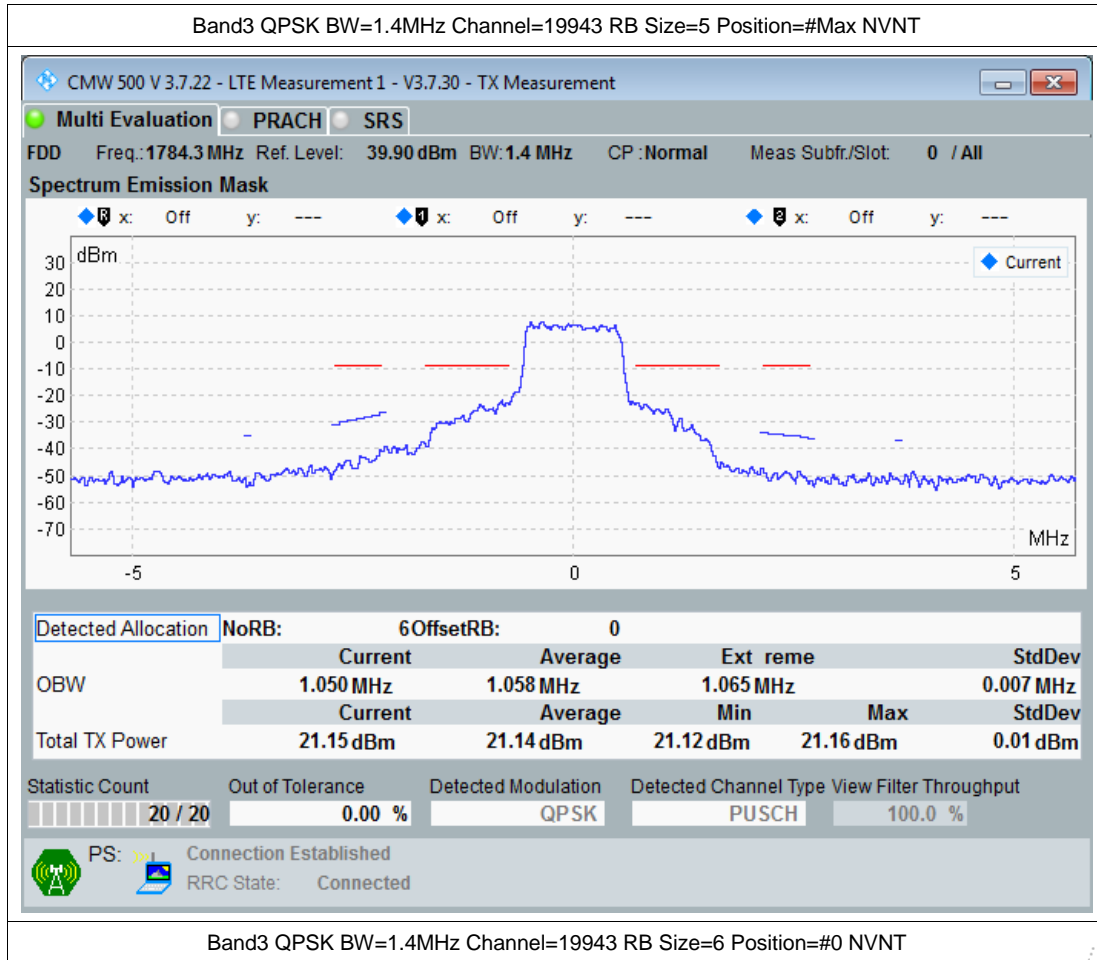 Band3 QPSK BW=1.4MHz Channel=19943 RB Size=5 Position=#Max NVNT
CMW 500 V 3.7.22 - LTE Measurement 1 - V3.7.30 - TX Measurement
Multi Evaluation PRACH SRS
FDD Freq.: 1784.3 MHz Ref. Level: 39.90 dBm BW: 1.4 MHz CP : Normal Meas Subfr./Slot: 0 / All
Spectrum Emission Mask
R x: Off y: --- 1 x: Off y: --- 2 x: Off y: ---
dBm
Current
30
20
10
0
-10
-20
-30
-40
-50
-60
-70
MHz
-5 0 5
Detected Allocation NoRB: 6 OffsetRB: 0
Current Average Ext reme StdDev
OBW 1.050 MHz 1.058 MHz 1.065 MHz 0.007 MHz
Current Average Min Max StdDev
Total TX Power 21.15 dBm 21.14 dBm 21.12 dBm 21.16 dBm 0.01 dBm
Statistic Count Out of Tolerance Detected Modulation Detected Channel Type View Filter Throughput
20 / 20 0.00 % QPSK PUSCH 100.0 %
PS: Connection Established
RRC State: Connected
Band3 QPSK BW=1.4MHz Channel=19943 RB Size=6 Position=#0 NVNT